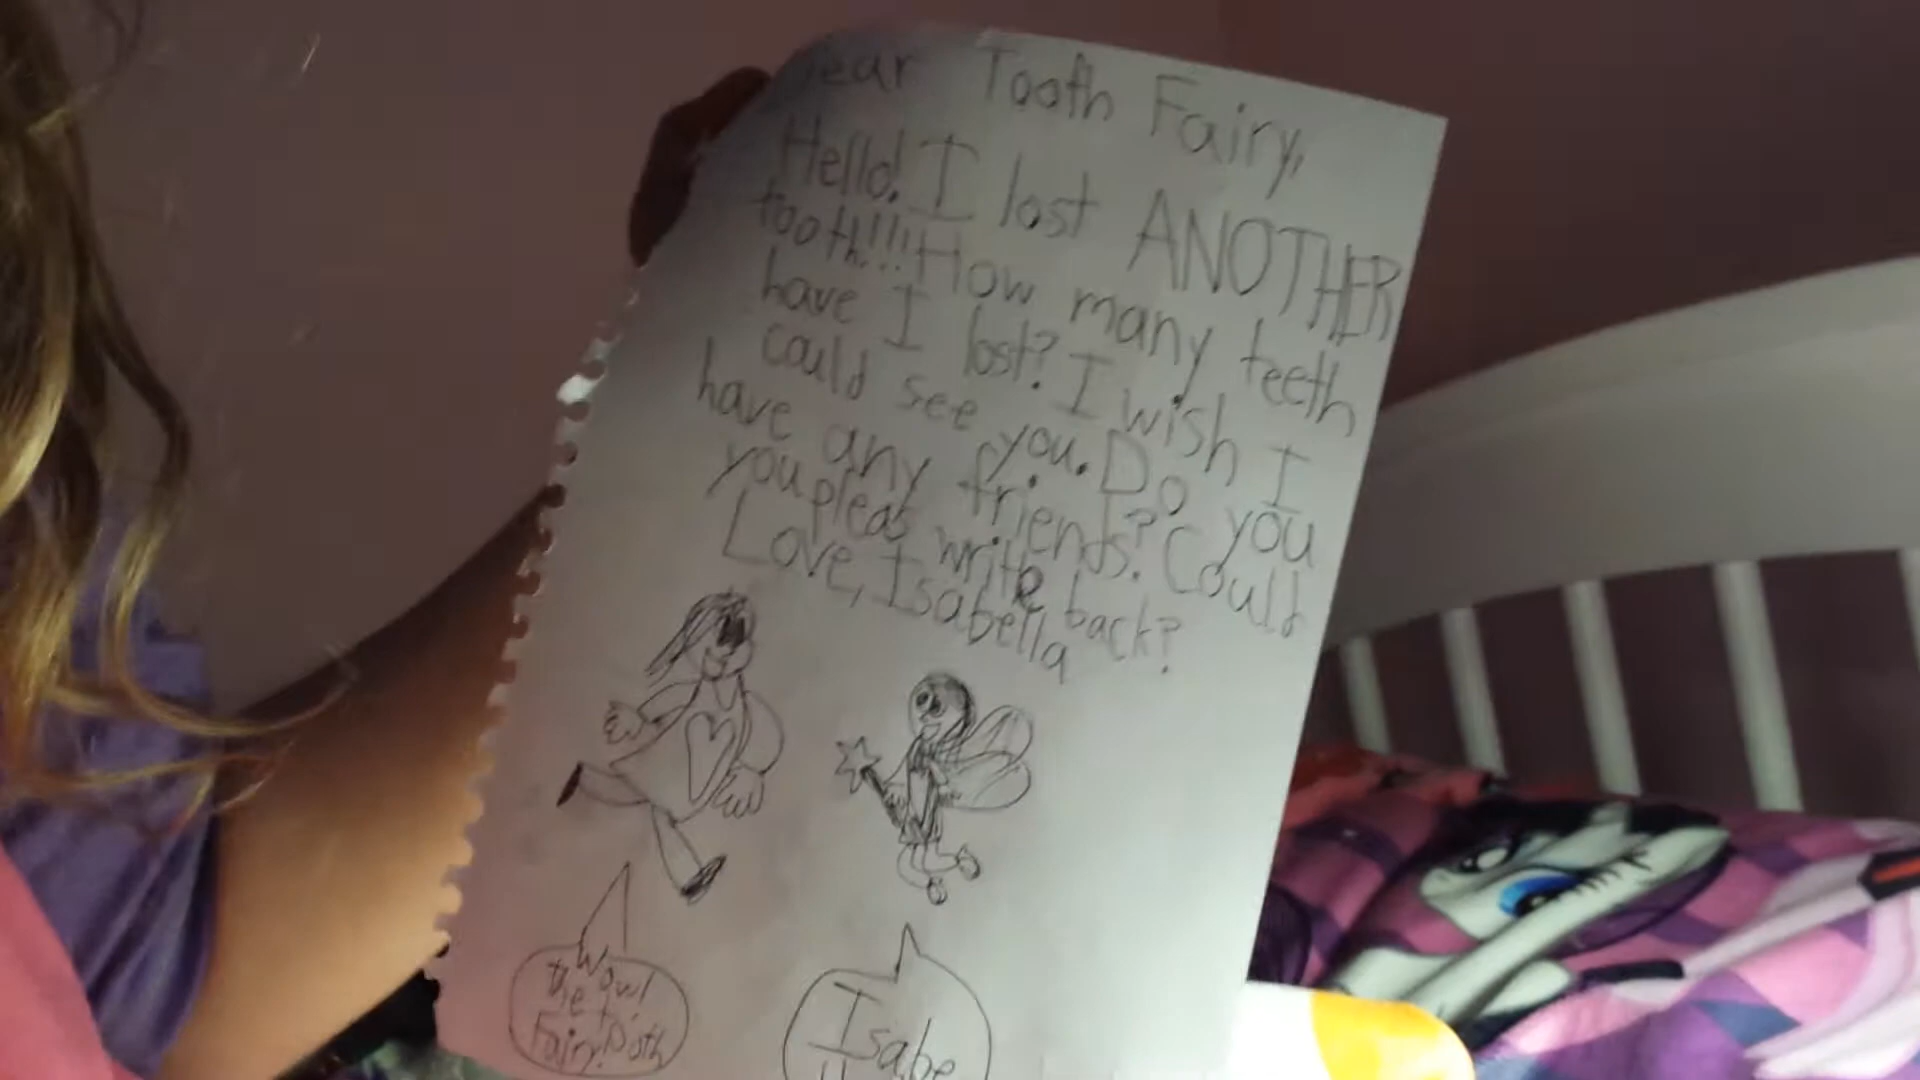 Dear Tooth Fairy,
Hello! I lost ANOTHER
tooth!!! How many teeth
have I lost? I wish I
could see you. Do you
have any friends? Could
you pleas write back?
Love, Isabella
Wow!
the
Fairy!
Isabe